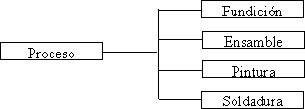 Fundición
Ensamble
Proceso
Pintura
Soldadura